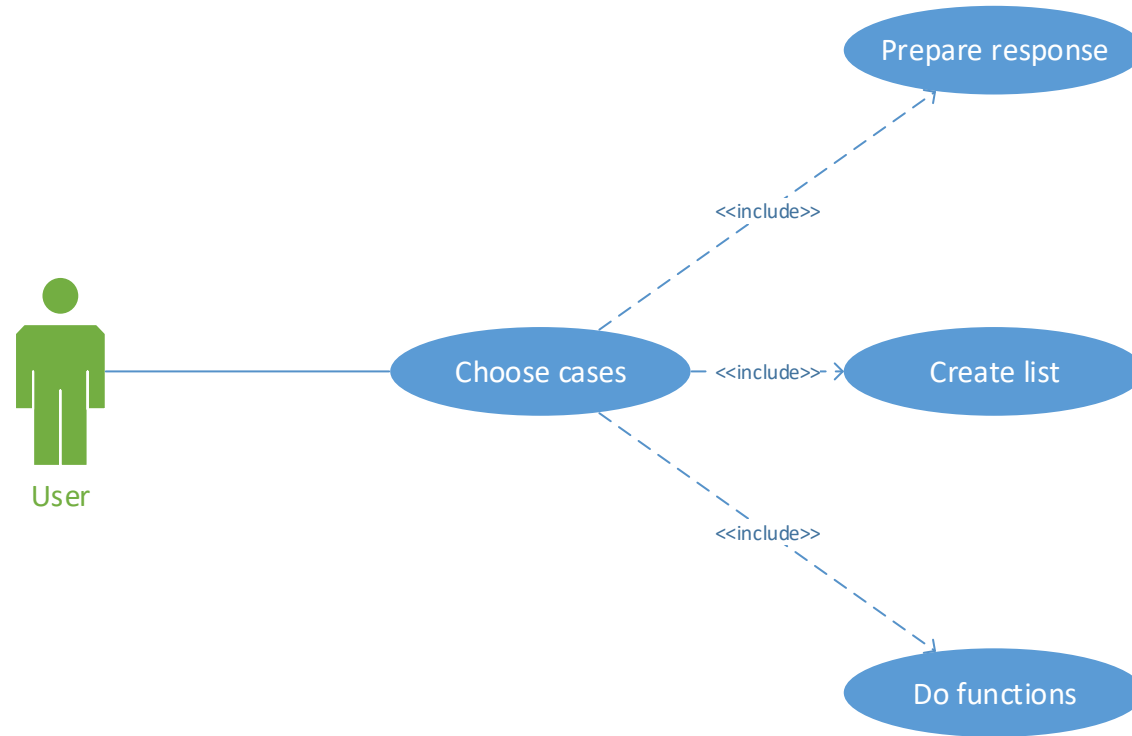 Prepare response
<<include>>
Choose cases
<<include>>
Create list
User
<<include>>
Do functions